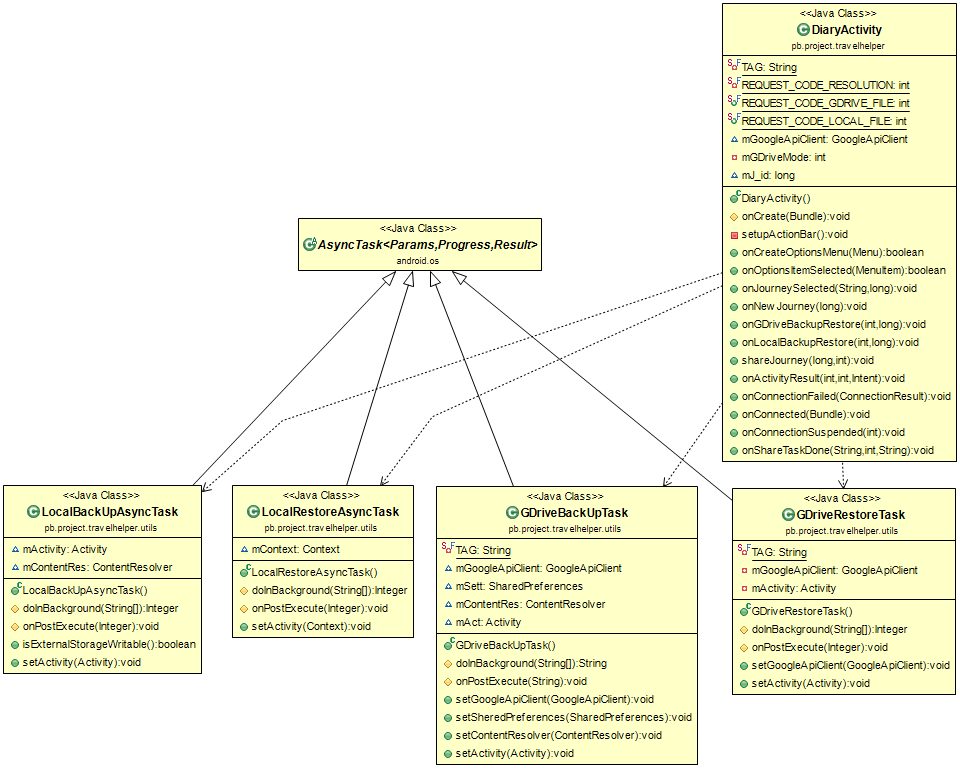 <<Java Class>>
DiaryActivity
pb.project.travelhelper
TAG: String
REQUEST_CODE_RESOLUTION: int
REQUEST_CODE_GDRIVE_FILE: int
REQUEST_CODE_LOCAL_FILE: int
mGoogleApiClient: GoogleApiClient
mGDriveMode: int
mJ_id: long
DiaryActivity()
onCreate(Bundle):void
setupActionBar():void
onCreateOptionsMenu(Menu):boolean
onOptionsItemSelected(MenuItem):boolean
onJourneySelected(String,long):void
onNewJourney(long):void
onGDriveBackupRestore(int,long):void
onLocalBackupRestore(int,long):void
shareJourney(long,int):void
onActivityResult(int,int,Intent):void
onConnectionFailed(ConnectionResult):void
onConnected(Bundle):void
onConnectionSuspended(int):void
onShareTaskDone(String,int,String):void
<<Java Class>>
AsyncTask<Params,Progress,Result>
android.os
<<Java Class>>
LocalBackUpAsyncTask
pb.project.travelhelper.utils
mActivity: Activity
mContentRes: ContentResolver
LocalBackUpAsyncTask()
doInBackground(String[]):Integer
onPostExecute(Integer):void
isExternalStorageWritable():boolean
setActivity(Activity):void
<<Java Class>>
LocalRestoreAsyncTask
pb.project.travelhelper.utils
mContext: Context
LocalRestoreAsyncTask()
doInBackground(String[]):Integer
onPostExecute(Integer):void
setActivity(Context):void
<<Java Class>>
GDriveBackUpTask
pb.project.travelhelper.utils
TAG: String
mGoogleApiClient: GoogleApiClient
mSett: SharedPreferences
mContentRes: ContentResolver
mAct: Activity
GDriveBackUpTask()
doInBackground(String[]):String
onPostExecute(String):void
setGoogleApiClient(GoogleApiClient):void
setSheredPreferences(SharedPreferences):void
setContentResolver(ContentResolver):void
setActivity(Activity):void
<<Java Class>>
GDriveRestoreTask
pb.project.travelhelper.utils
TAG: String
mGoogleApiClient: GoogleApiClient
mActivity: Activity
GDriveRestoreTask()
doInBackground(String[]):Integer
onPostExecute(Integer):void
setGoogleApiClient(GoogleApiClient):void
setActivity(Activity):void